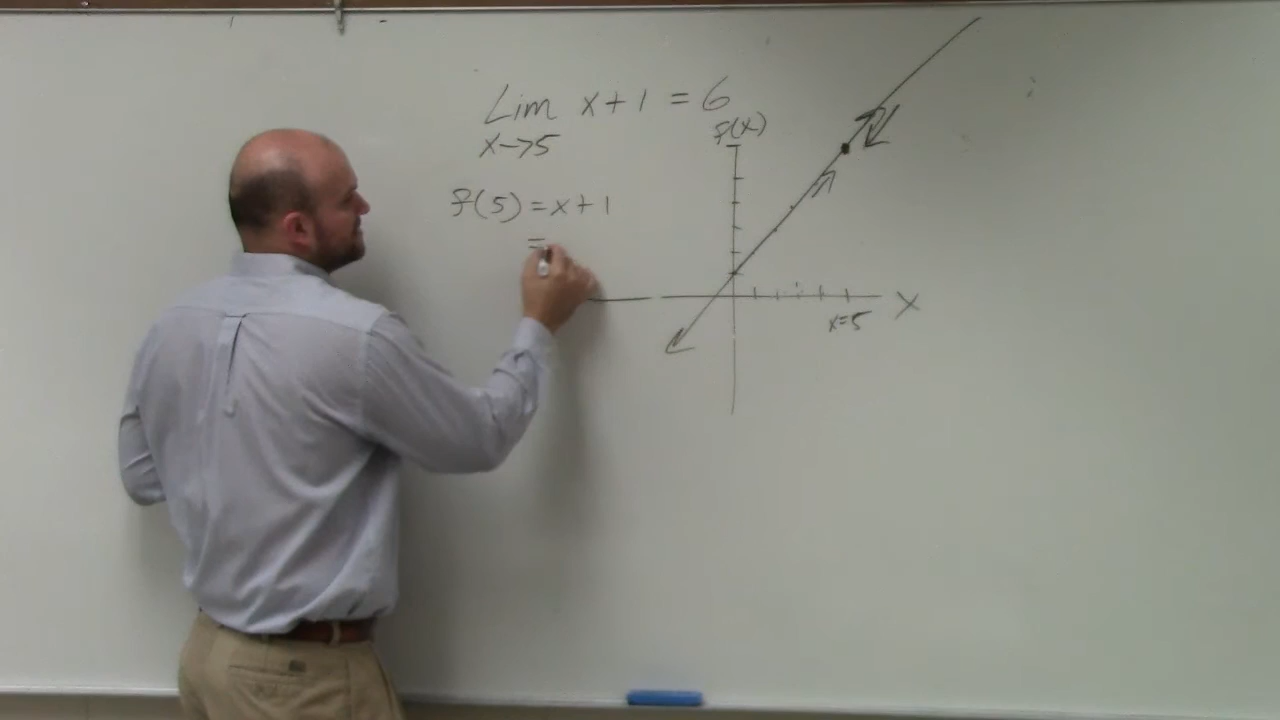 Lim x+1 = 6
x->5
f(x)
f(5) = x+1
=
x
x=5